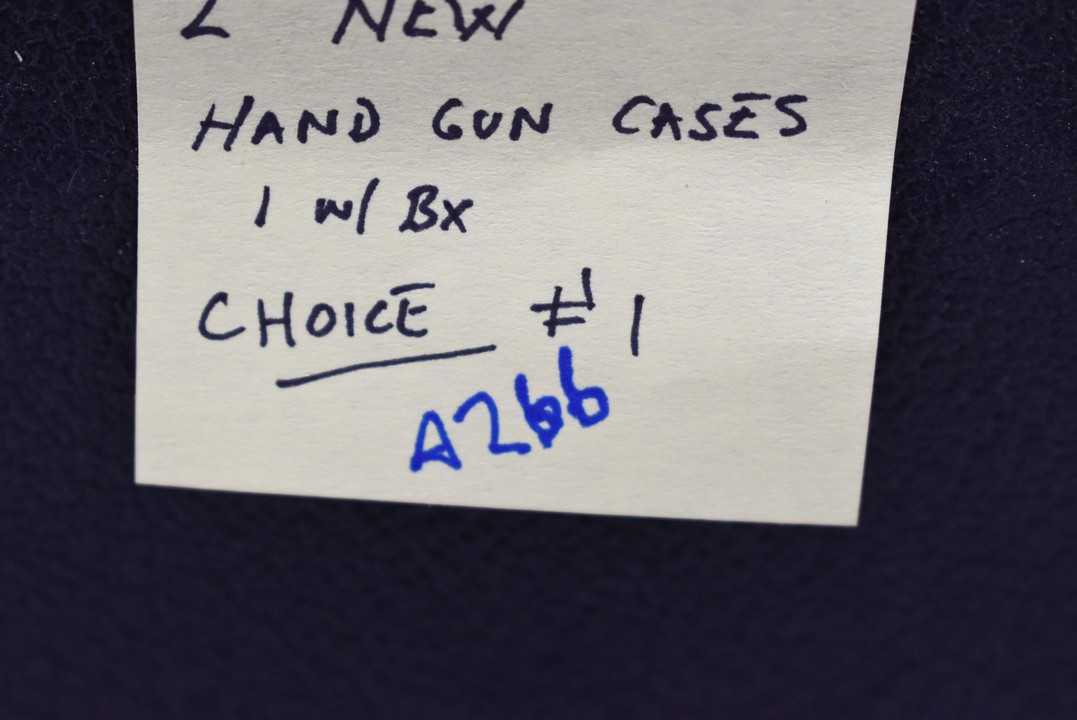 2 NEW
HAND GUN CASES
1 w/ Bx
CHOICE #1
A266